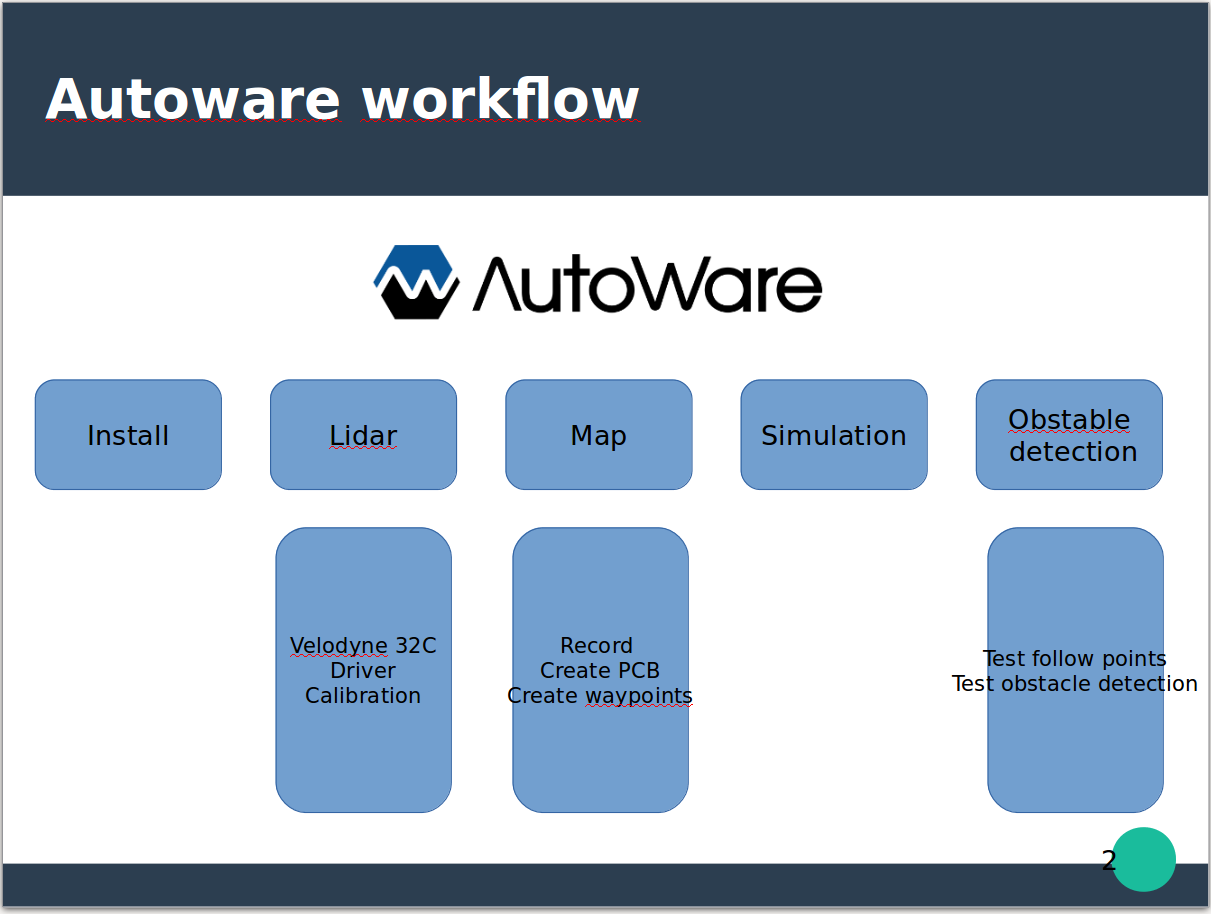 Autoware workflow
AutoWare
Install
Lidar
Map
Simulation
Obstable
detection
Velodyne 32C
Driver
Calibration
Record
Create PCB
Create waypoints
Test follow points
Test obstacle detection
2